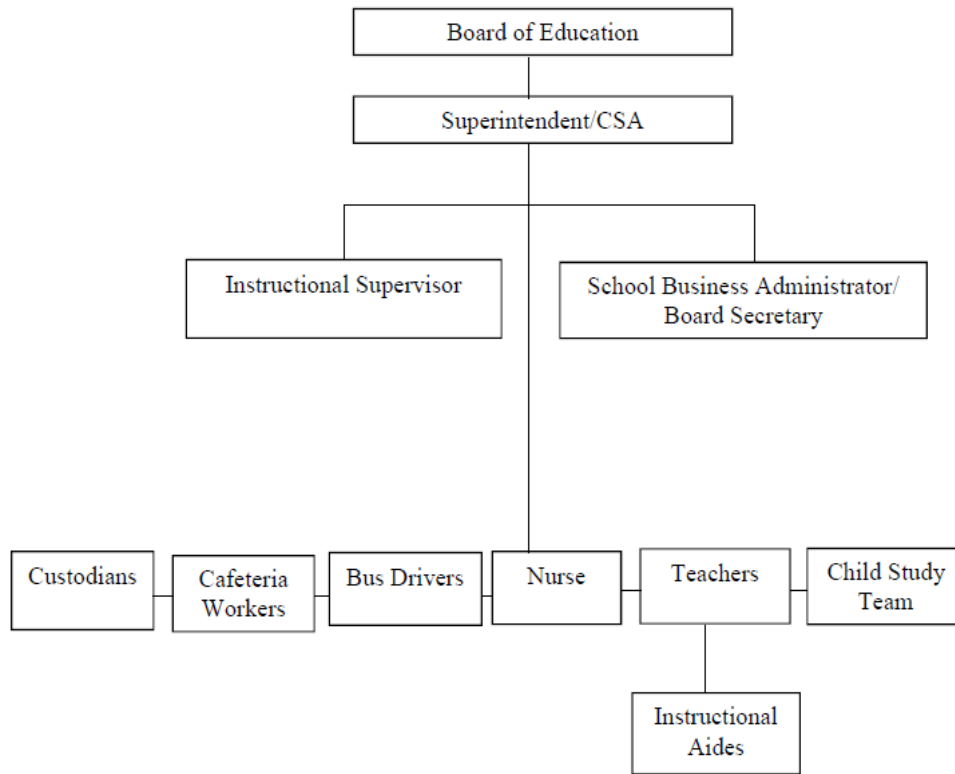 Board of Education
Superintendent/CSA
Instructional Supervisor
School Business Administrator/
Board Secretary
Custodians
Cafeteria
Workers
Bus Drivers
Nurse
Teachers
Child Study
Team
Instructional
Aides